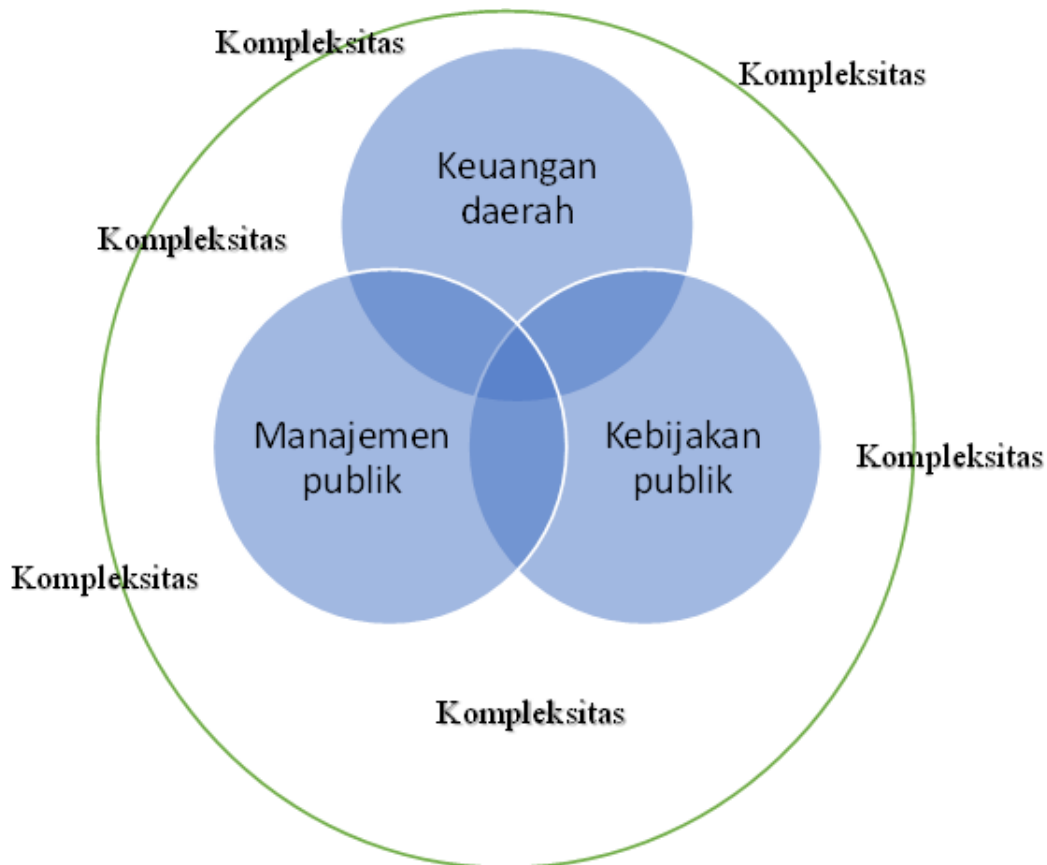 Kompleksitas
Kompleksitas
Keuangan
daerah
Kompleksitas
Manajemen
publik
Kebijakan
publik
Kompleksitas
Kompleksitas
Kompleksitas